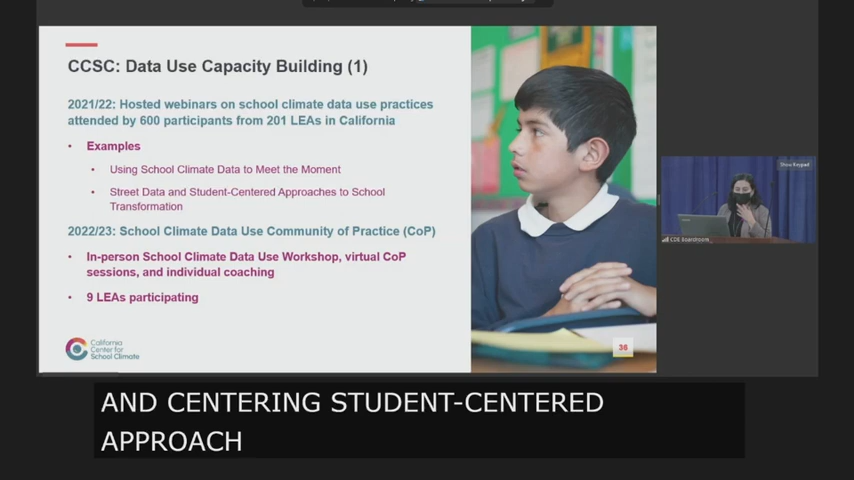 CCSC: Data Use Capacity Building (1)
2021/22: Hosted webinars on school climate data use practices
attended by 600 participants from 201 LEAs in California
• Examples
• Using School Climate Data to Meet the Moment
• Street Data and Student-Centered Approaches to School
Transformation
2022/23: School Climate Data Use Community of Practice (CoP)
• In-person School Climate Data Use Workshop, virtual CoP
sessions, and individual coaching
• 9 LEAs participating
California
Center for
School Climate
36
Show Keypad
CDE Boardroom
AND CENTERING STUDENT-CENTERED
APPROACH